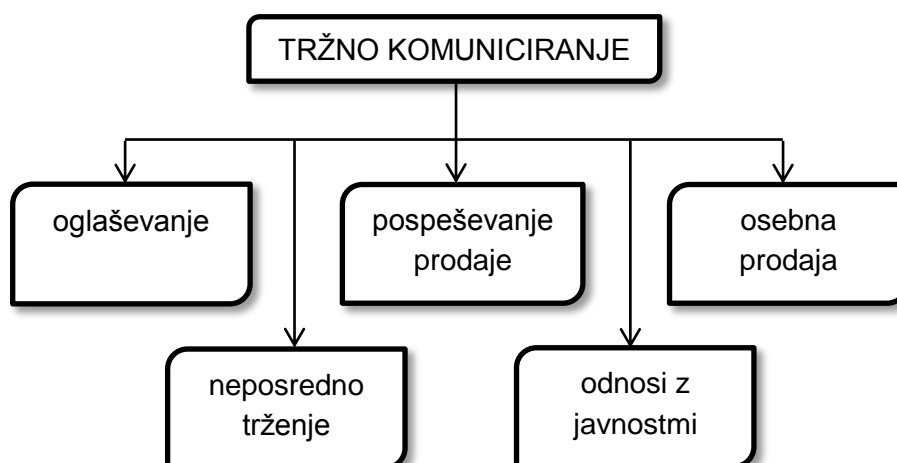 TRŽNO KOMUNICIRANJE
oglaševanje
pospeševanje
prodaje
osebna
prodaja
neposredno
trženje
odnosi z
javnostmi